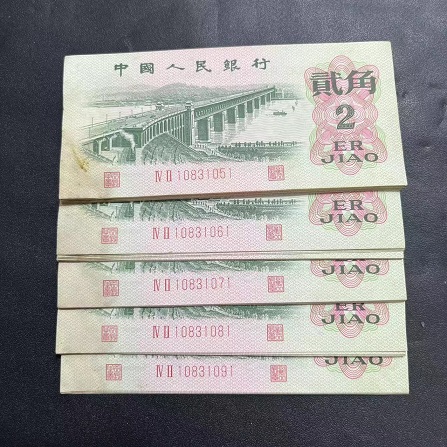 中國人民銀行
貳角
2
ER
JIAO
IV II 10831051
ER
JIAO
IV II 10831061
JIAO
IV II 10831071
ER
JIAO
IV II 10831081
JIAO
IV II 10831091